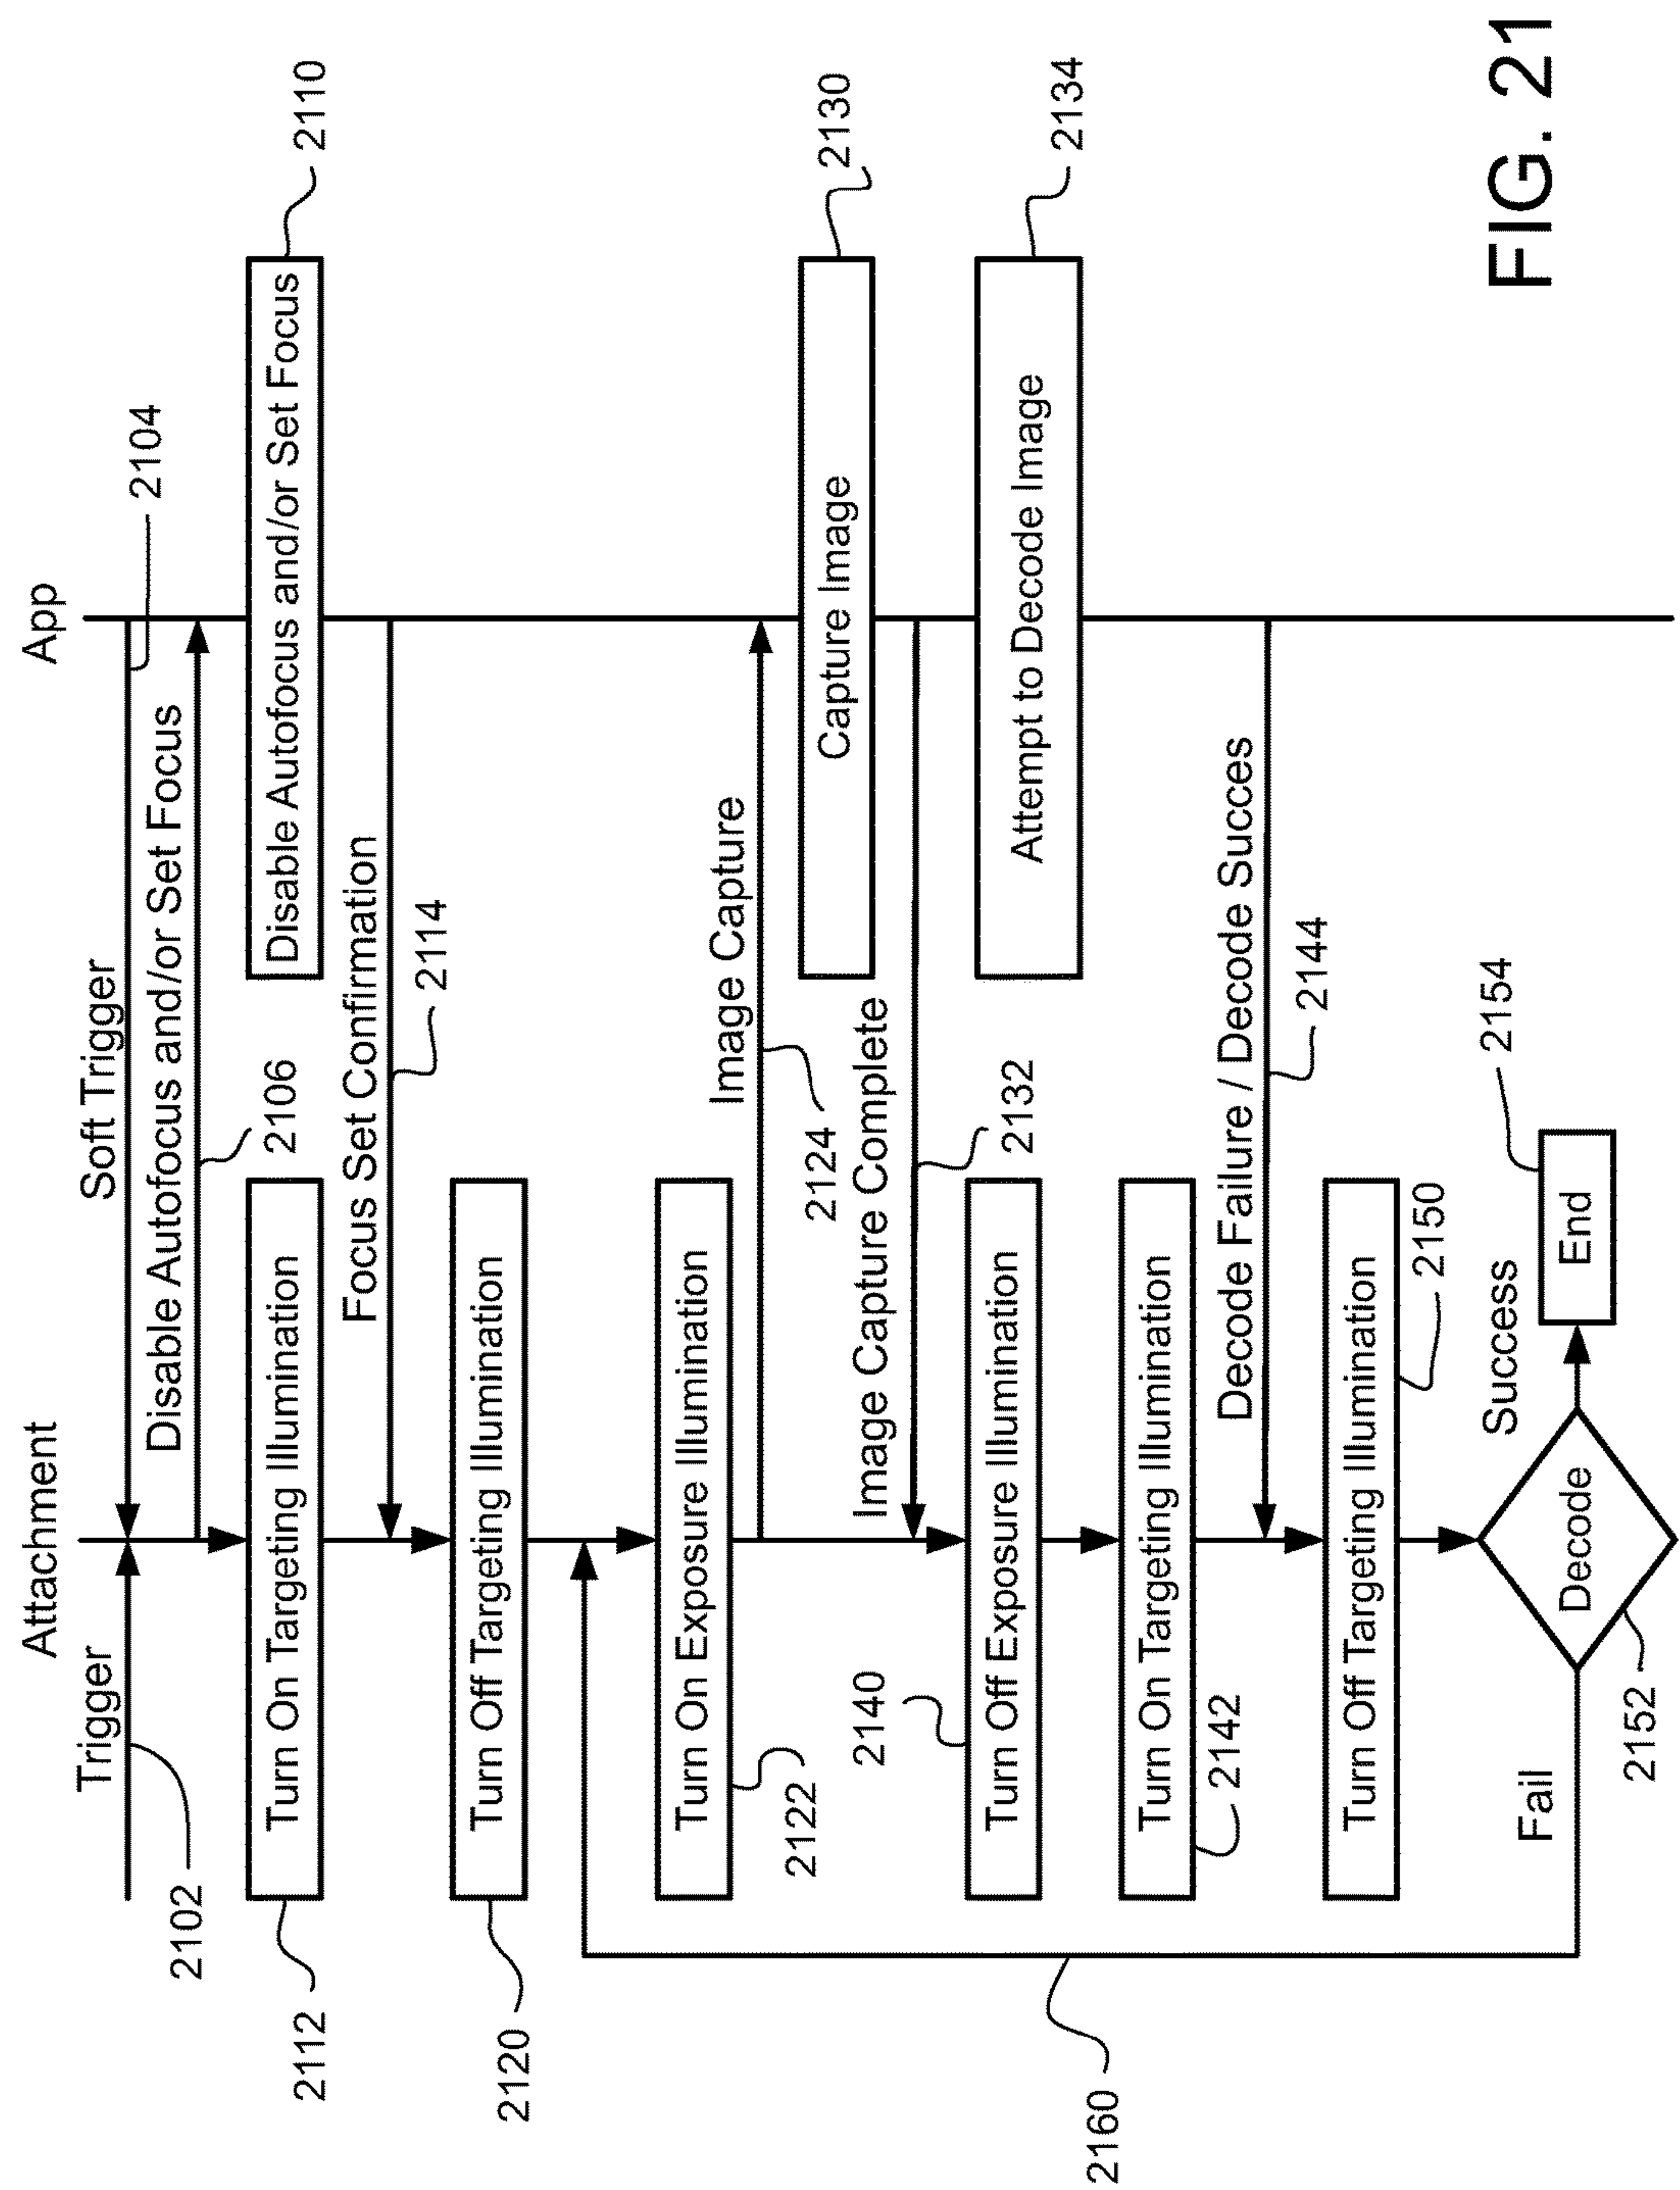 Attachment
App
Trigger
Soft Trigger
2102
2104
Disable Autofocus and/or Set Focus
2106
Turn On Targeting Illumination
2112
Disable Autofocus and/or Set Focus
2110
Focus Set Confirmation
2114
Turn Off Targeting Illumination
2120
Turn On Exposure Illumination
2122
Image Capture
2124
Capture Image
2130
Image Capture Complete
2132
Turn Off Exposure Illumination
2140
Attempt to Decode Image
2134
Turn On Targeting Illumination
2142
Decode Failure / Decode Succes
2144
Turn Off Targeting Illumination
2150
Decode
2152
Success
End
2154
Fail
2160
FIG. 21